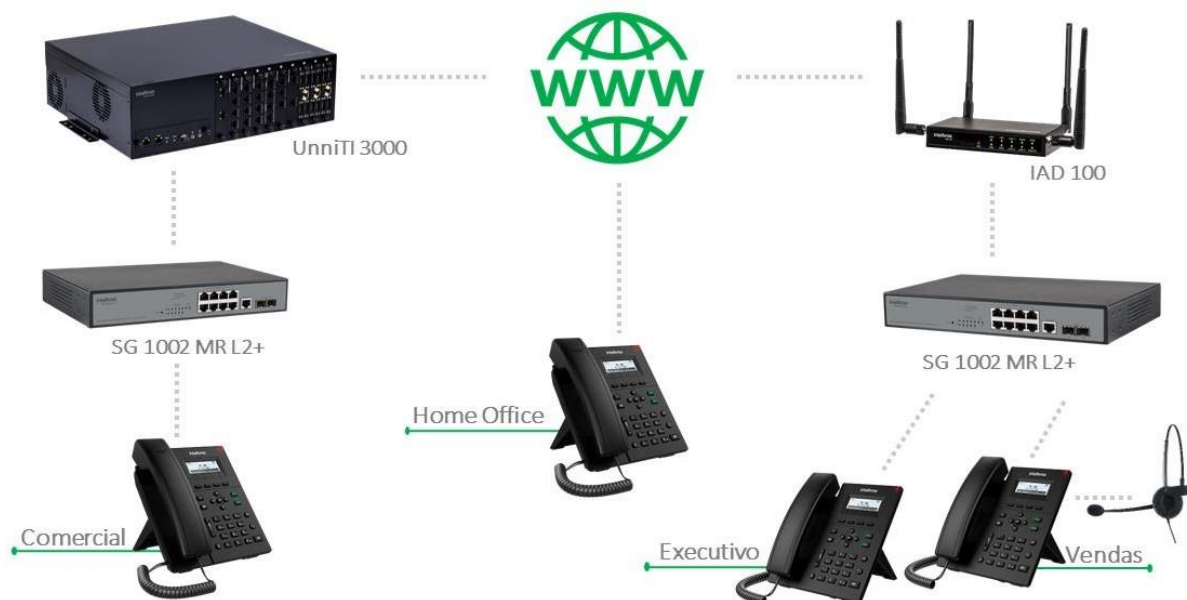 WWW
UnniTI 3000
IAD 100
SG 1002 MR L2+
SG 1002 MR L2+
Home Office
Comercial
Executivo
Vendas